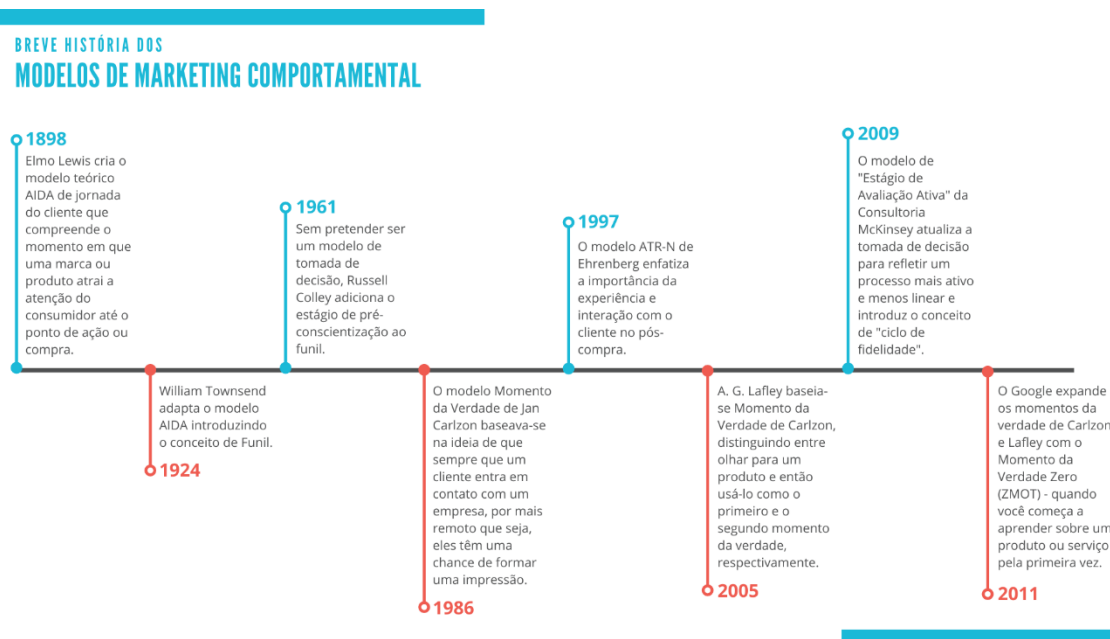 BREVE HISTÓRIA DOS
MODELOS DE MARKETING COMPORTAMENTAL
1898
Elmo Lewis cria o
modelo teórico
AIDA de jornada
do cliente que
compreende o
momento em que
uma marca ou
produto atrai a
atenção do
consumidor até o
ponto de ação ou
compra.
William Townsend
adapta o modelo
AIDA introduzindo
o conceito de Funil.
1924
1961
Sem pretender ser
um modelo de
tomada de
decisão, Russell
Colley adiciona o
estágio de pré-
conscientização ao
funil.
O modelo Momento
da Verdade de Jan
Carlzon baseava-se
na ideia de que
sempre que um
cliente entra em
contato com um
empresa, por mais
remoto que seja,
eles têm uma
chance de formar
uma impressão.
1986
1997
O modelo ATR-N de
Ehrenberg enfatiza
a importância da
experiência e
interação com o
cliente no pós-
compra.
A. G. Lafley baseia-
se Momento da
Verdade de Carlzon,
distinguindo entre
olhar para um
produto e então
usá-lo como o
primeiro e o
segundo momento
da verdade,
respectivamente.
2005
2009
O modelo de
"Estágio de
Avaliação Ativa" da
Consultoria
McKinsey atualiza a
tomada de decisão
para refletir um
processo mais ativo
e menos linear e
introduz o conceito
de "ciclo de
fidelidade".
O Google expande
os momentos da
verdade de Carlzon
e Lafley com o
Momento da
Verdade Zero
(ZMOT) - quando
você começa a
aprender sobre um
produto ou serviço
pela primeira vez.
2011